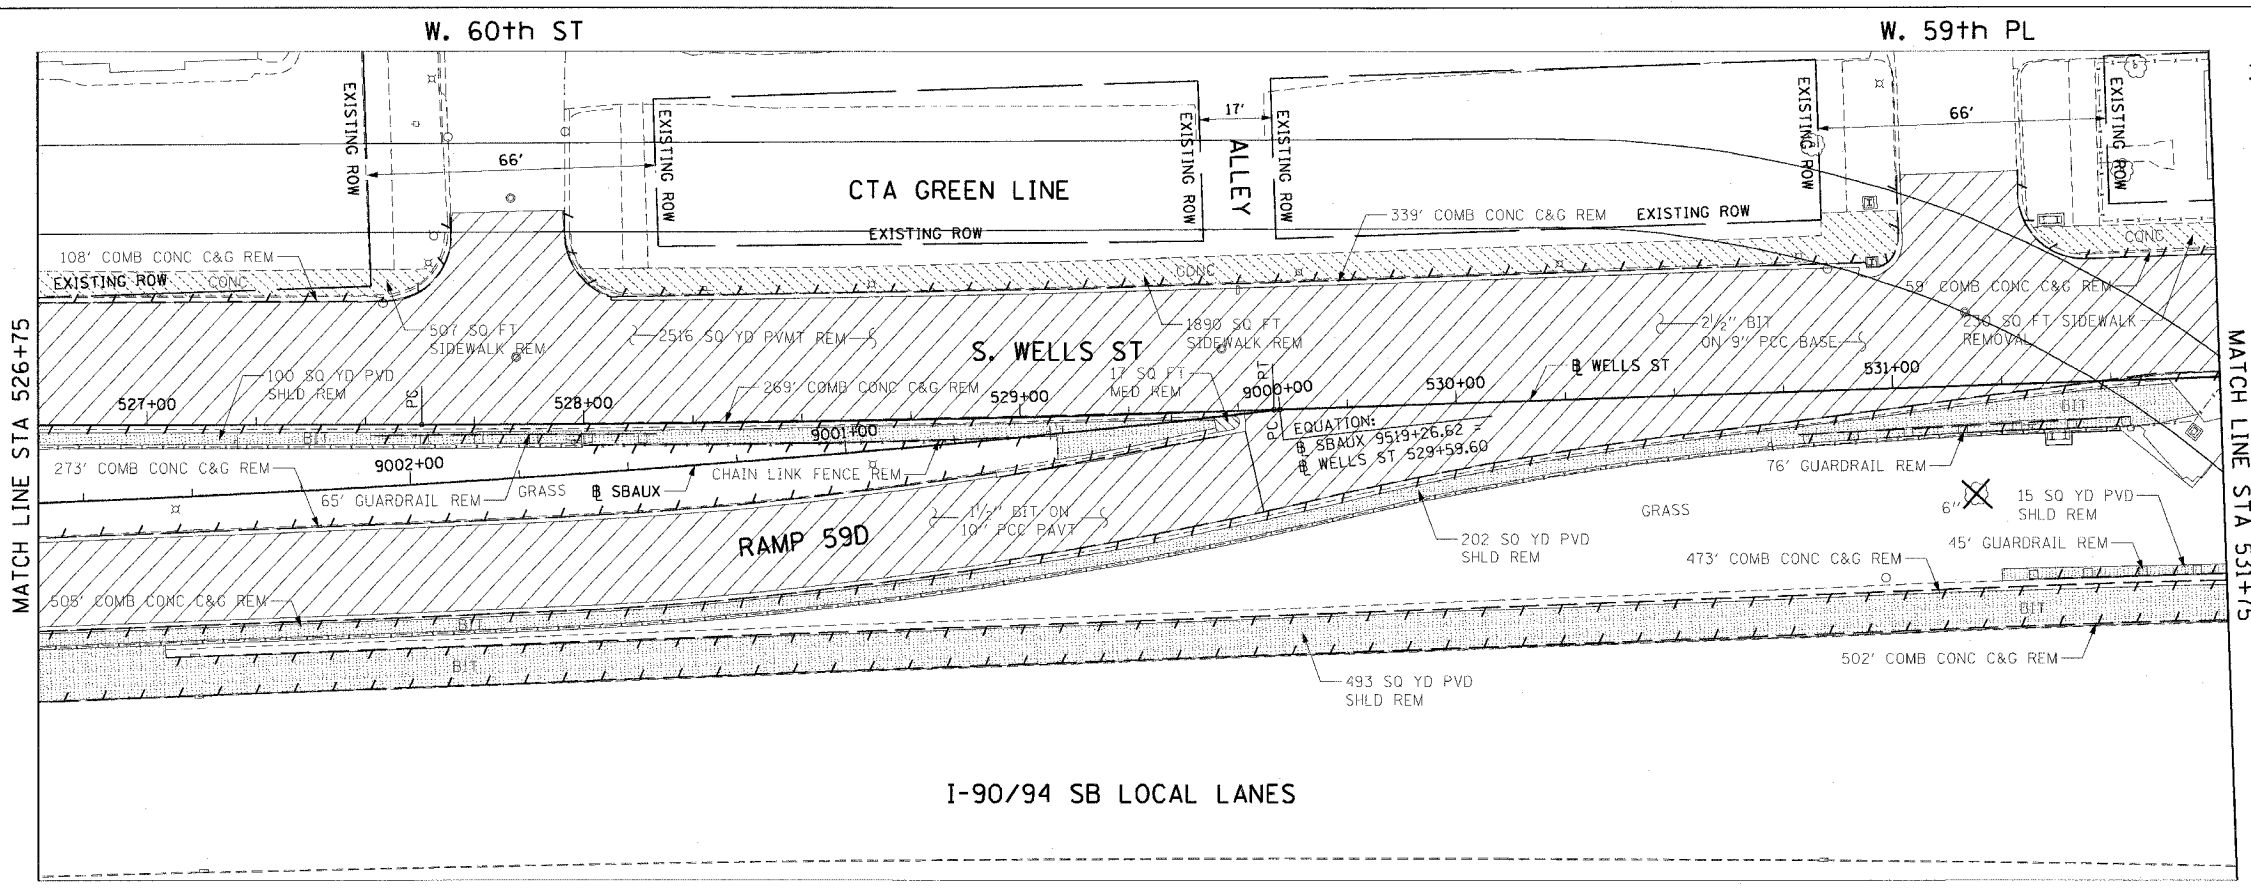 W. 60th ST
W. 59th PL
EXISTING ROW
EXISTING ROW
EXISTING ROW
EXISTING ROW
EXISTING ROW
EXISTING ROW
17'
ALLEY
66'
66'
CTA GREEN LINE
EXISTING ROW
339' COMB CONC C&G REM
EXISTING ROW
108' COMB CONC C&G REM
EXISTING ROW
CONC
CONC
CONC
59' COMB CONC C&G REM
507 SQ FT
SIDEWALK REM
2516 SQ YD PVMT REM
1890 SQ FT
SIDEWALK REM
2½" BIT
ON 9" PCC BASE
230 SQ FT SIDEWALK
REMOVAL
S. WELLS ST
100 SQ YD PVD
SHLD REM
269' COMB CONC C&G REM
17 SQ FT
MED REM
B WELLS ST
527+00
PC
528+00
529+00
9000+00
PT
530+00
531+00
BIT
9001+00
PC
EQUATION:
B SBAUX 9519+26.62 =
B WELLS ST 529+59.60
BIT
273' COMB CONC C&G REM
9002+00
65' GUARDRAIL REM
GRASS
B SBAUX
CHAIN LINK FENCE REM
76' GUARDRAIL REM
1½" BIT ON
10" PCC PAVT
RAMP 59D
202 SQ YD PVD
SHLD REM
GRASS
6"
15 SQ YD PVD
SHLD REM
45' GUARDRAIL REM
473' COMB CONC C&G REM
505' COMB CONC C&G REM
BIT
BIT
BIT
493 SQ YD PVD
SHLD REM
502' COMB CONC C&G REM
I-90/94 SB LOCAL LANES
MATCH LINE STA 526+75
MATCH LINE STA 531+75